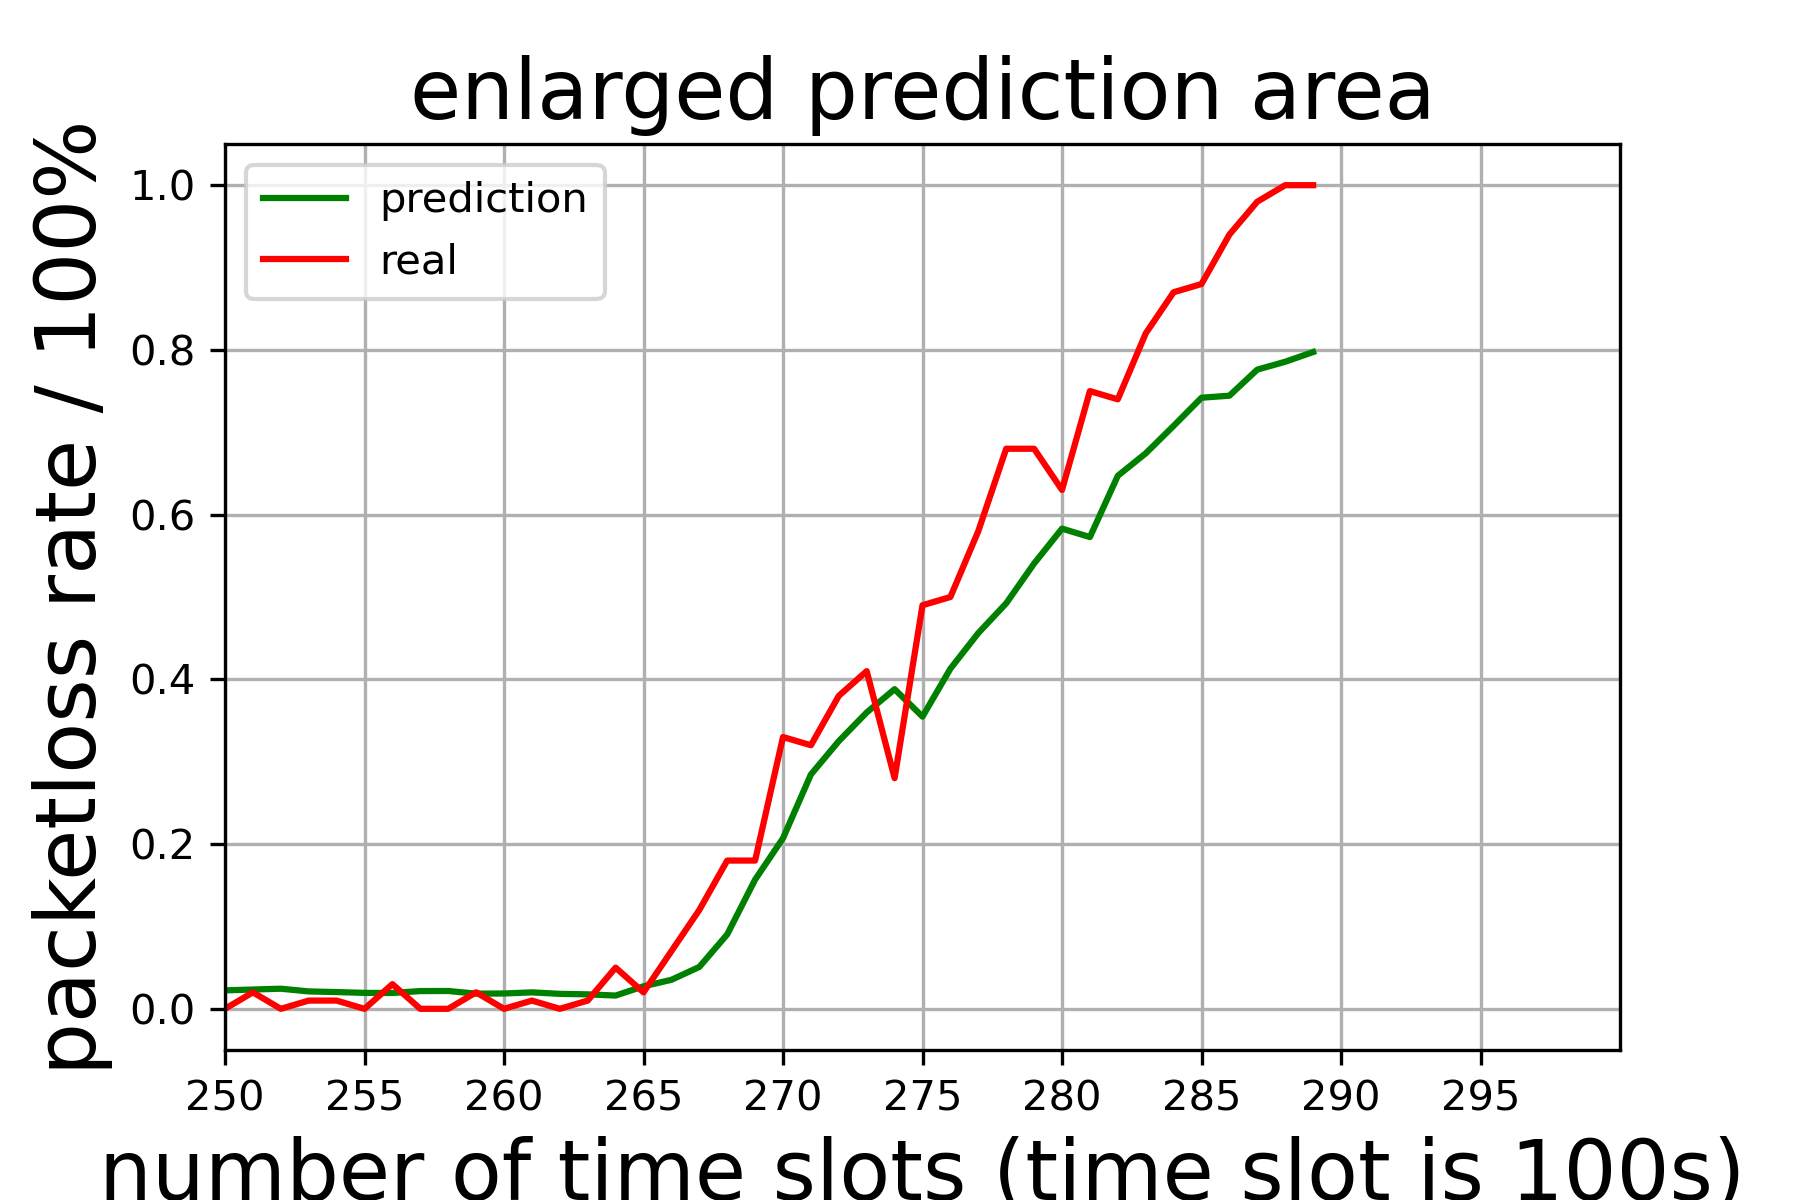 enlarged prediction area
packetloss rate / 100%
1.0
0.8
0.6
0.4
0.2
0.0
prediction
real
250 255 260 265 270 275 280 285 290 295
number of time slots (time slot is 100s)